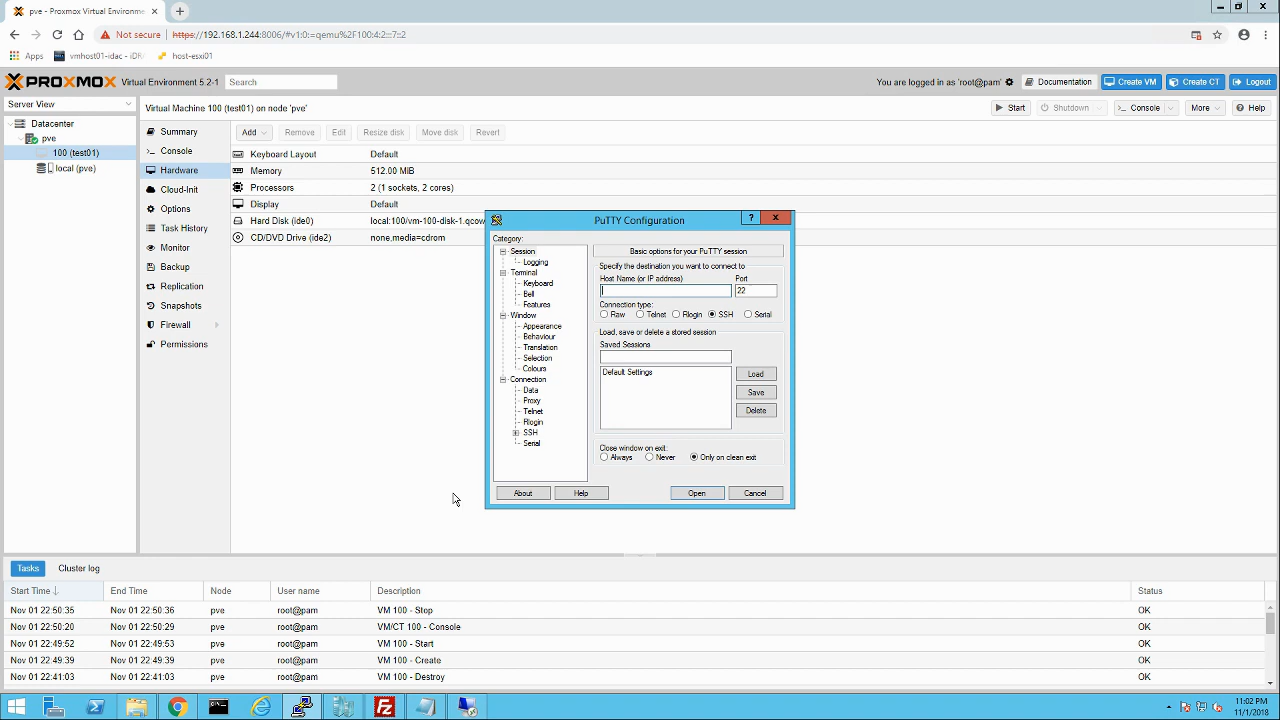 pve - Proxmox Virtual Environme
Not secure
https://192.168.1.244:8006/#v1:0:=qemu%2F100:4:2::::7::2
Apps
vmhost01-idac - iDR
host-esxi01
PROXMOX Virtual Environment 5.2-1
Search
You are logged in as 'root@pam'
Documentation
Create VM
Create CT
Logout
Server View
Virtual Machine 100 (test01) on node 'pve'
Start
Shutdown
Console
More
Help
Datacenter
pve
100 (test01)
local (pve)
Summary
Console
Hardware
Cloud-Init
Options
Task History
Monitor
Backup
Replication
Snapshots
Firewall
Permissions
Add
Remove
Edit
Resize disk
Move disk
Revert
Keyboard Layout Default
Memory 512.00 MiB
Processors 2 (1 sockets, 2 cores)
Display Default
Hard Disk (ide0) local:100/vm-100-disk-1.qcow
CD/DVD Drive (ide2) none,media=cdrom
PuTTY Configuration
?
Category:
Session
Logging
Terminal
Keyboard
Bell
Features
Window
Appearance
Behaviour
Translation
Selection
Colours
Connection
Data
Proxy
Telnet
Rlogin
SSH
Serial
Basic options for your PuTTY session
Specify the destination you want to connect to
Host Name (or IP address) Port
22
Connection type:
Raw Telnet Rlogin SSH Serial
Load, save or delete a stored session
Saved Sessions
Default Settings
Load
Save
Delete
Close window on exit:
Always Never Only on clean exit
About
Help
Open
Cancel
Tasks
Cluster log
Start Time End Time Node User name Description Status
Nov 01 22:50:35 Nov 01 22:50:36 pve root@pam VM 100 - Stop OK
Nov 01 22:50:20 Nov 01 22:50:29 pve root@pam VM/CT 100 - Console OK
Nov 01 22:49:52 Nov 01 22:49:53 pve root@pam VM 100 - Start OK
Nov 01 22:49:39 Nov 01 22:49:39 pve root@pam VM 100 - Create OK
Nov 01 22:41:03 Nov 01 22:41:03 pve root@pam VM 100 - Destroy OK
11:02 PM
11/1/2018